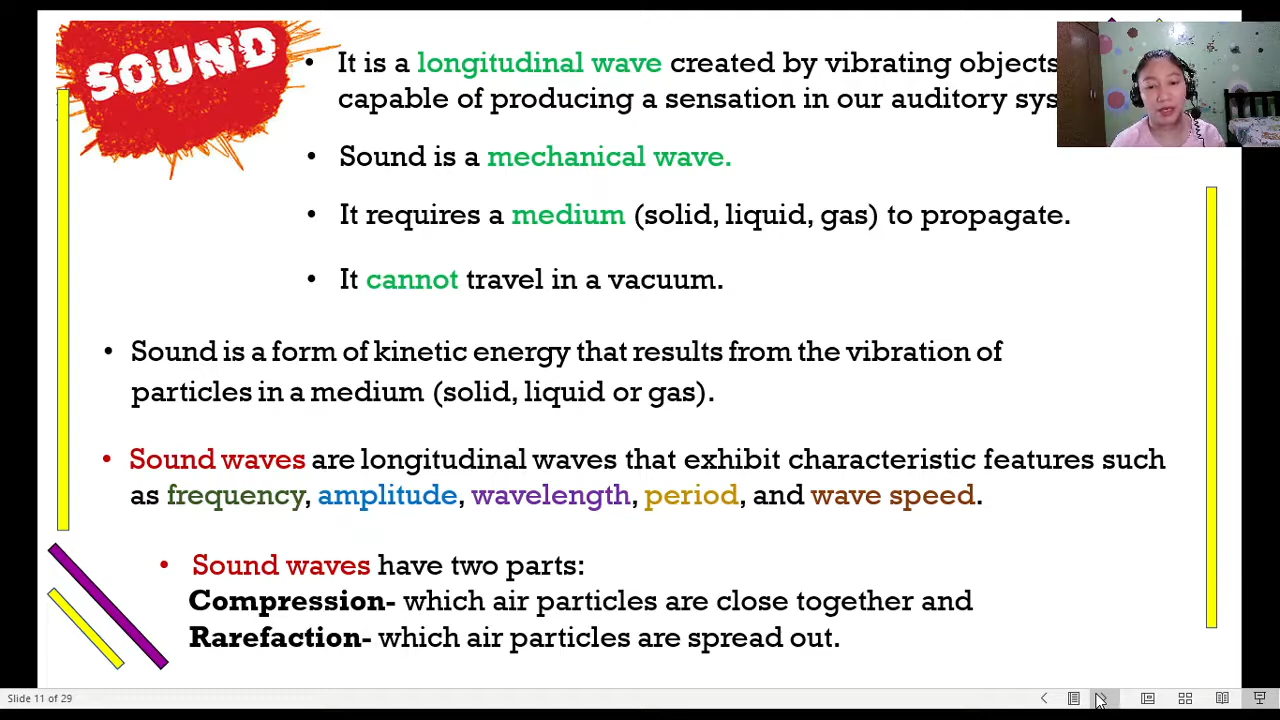 SOUND
• It is a longitudinal wave created by vibrating objects
capable of producing a sensation in our auditory
• Sound is a mechanical wave.
• It requires a medium (solid, liquid, gas) to propagate.
• It cannot travel in a vacuum.
• Sound is a form of kinetic energy that results from the vibration of
particles in a medium (solid, liquid or gas).
• Sound waves are longitudinal waves that exhibit characteristic features such
as frequency, amplitude, wavelength, period, and wave speed.
• Sound waves have two parts:
Compression- which air particles are close together and
Rarefaction- which air particles are spread out.
Slide 11 of 29